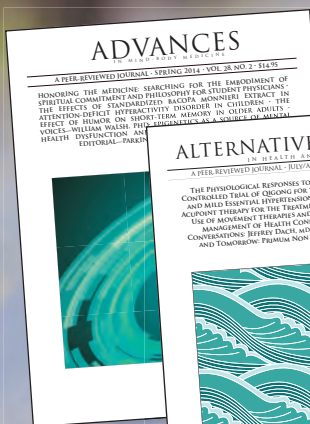 ADVANCES
IN MIND-BODY MEDICINE
A PEER-REVIEWED JOURNAL · SPRING 2014 · VOL. 28, NO. 2 · $14.95
HONORING THE MEDICINE: SEARCHING FOR THE EMBODIMENT OF
SPIRITUAL COMMITMENT AND PHILOSOPHY FOR STUDENT PHYSICIANS ·
THE EFFECTS OF STANDARDIZED BACOPA MONNIERI EXTRACT IN
ATTENTION-DEFICIT HYPERACTIVITY DISORDER IN CHILDREN · THE
EFFECT OF HUMOR ON SHORT-TERM MEMORY IN OLDER ADULTS ·
VOICES—WILLIAM WALSH, PHD: EPIGENETICS AS A SOURCE OF MENTAL
HEALTH DYSFUNCTION AND
EDITORIAL—PARKIN
ALTERNATIVE
IN HEALTH AN
A PEER-REVIEWED JOURNAL · JULY/A
THE PHYSIOLOGICAL RESPONSES TO
CONTROLLED TRIAL OF QIGONG FOR
AND MILD ESSENTIAL HYPERTENSION
ACUPOINT THERAPY FOR THE TREATM
USE OF MOVEMENT THERAPIES AND
MANAGEMENT OF HEALTH CON
CONVERSATIONS: JEFFREY DACH, MD
AND TOMORROW: PRIMUM NON